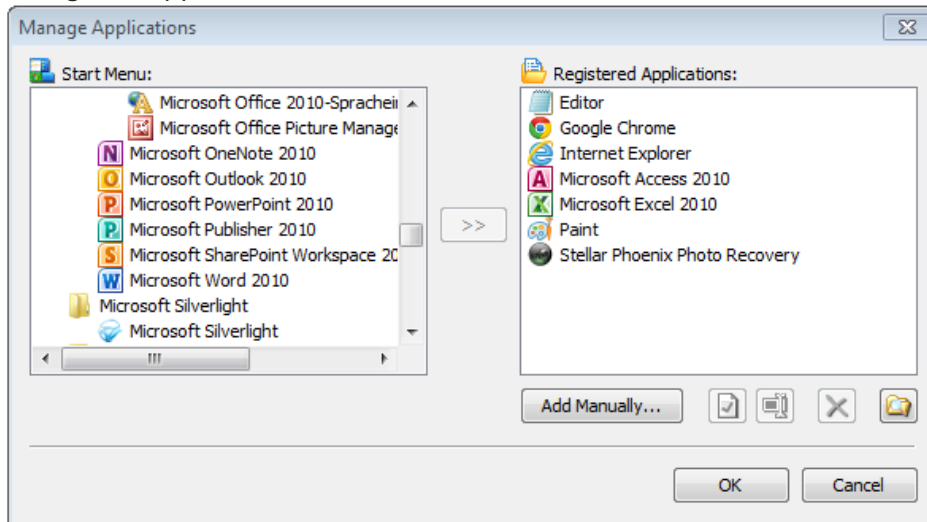 Manage Applications
Start Menu:
Microsoft Office 2010-Sprachein
Microsoft Office Picture Manage
Microsoft OneNote 2010
Microsoft Outlook 2010
Microsoft PowerPoint 2010
Microsoft Publisher 2010
Microsoft SharePoint Workspace 20
Microsoft Word 2010
Microsoft Silverlight
Microsoft Silverlight
>>
Registered Applications:
Editor
Google Chrome
Internet Explorer
Microsoft Access 2010
Microsoft Excel 2010
Paint
Stellar Phoenix Photo Recovery
Add Manually...
OK
Cancel